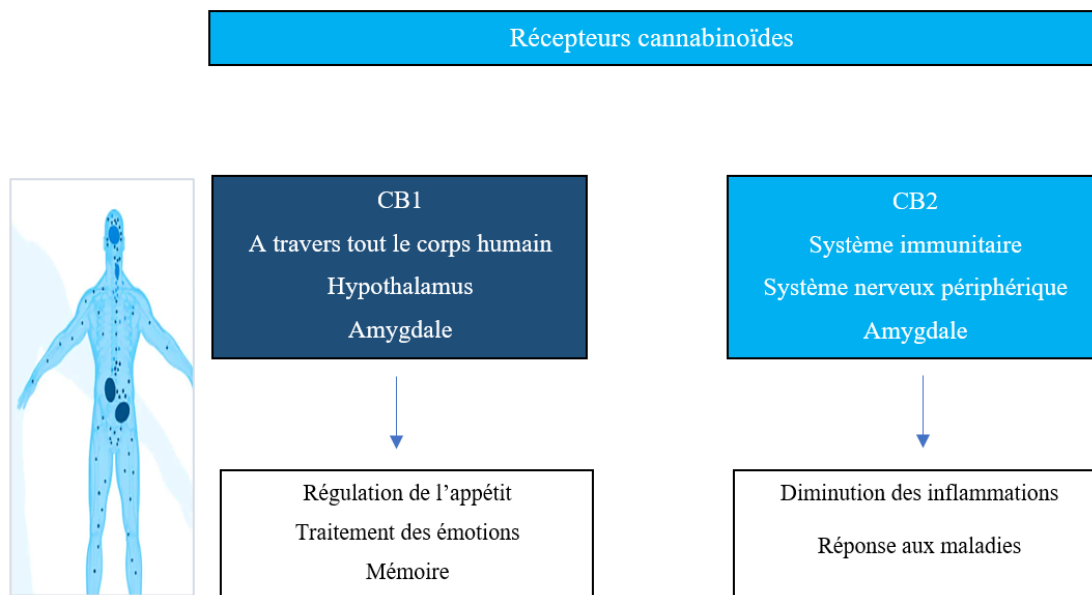 Récepteurs cannabinoïdes
CB1
A travers tout le corps humain
Hypothalamus
Amygdale
CB2
Système immunitaire
Système nerveux périphérique
Amygdale
Régulation de l’appétit
Traitement des émotions
Mémoire
Diminution des inflammations
Réponse aux maladies